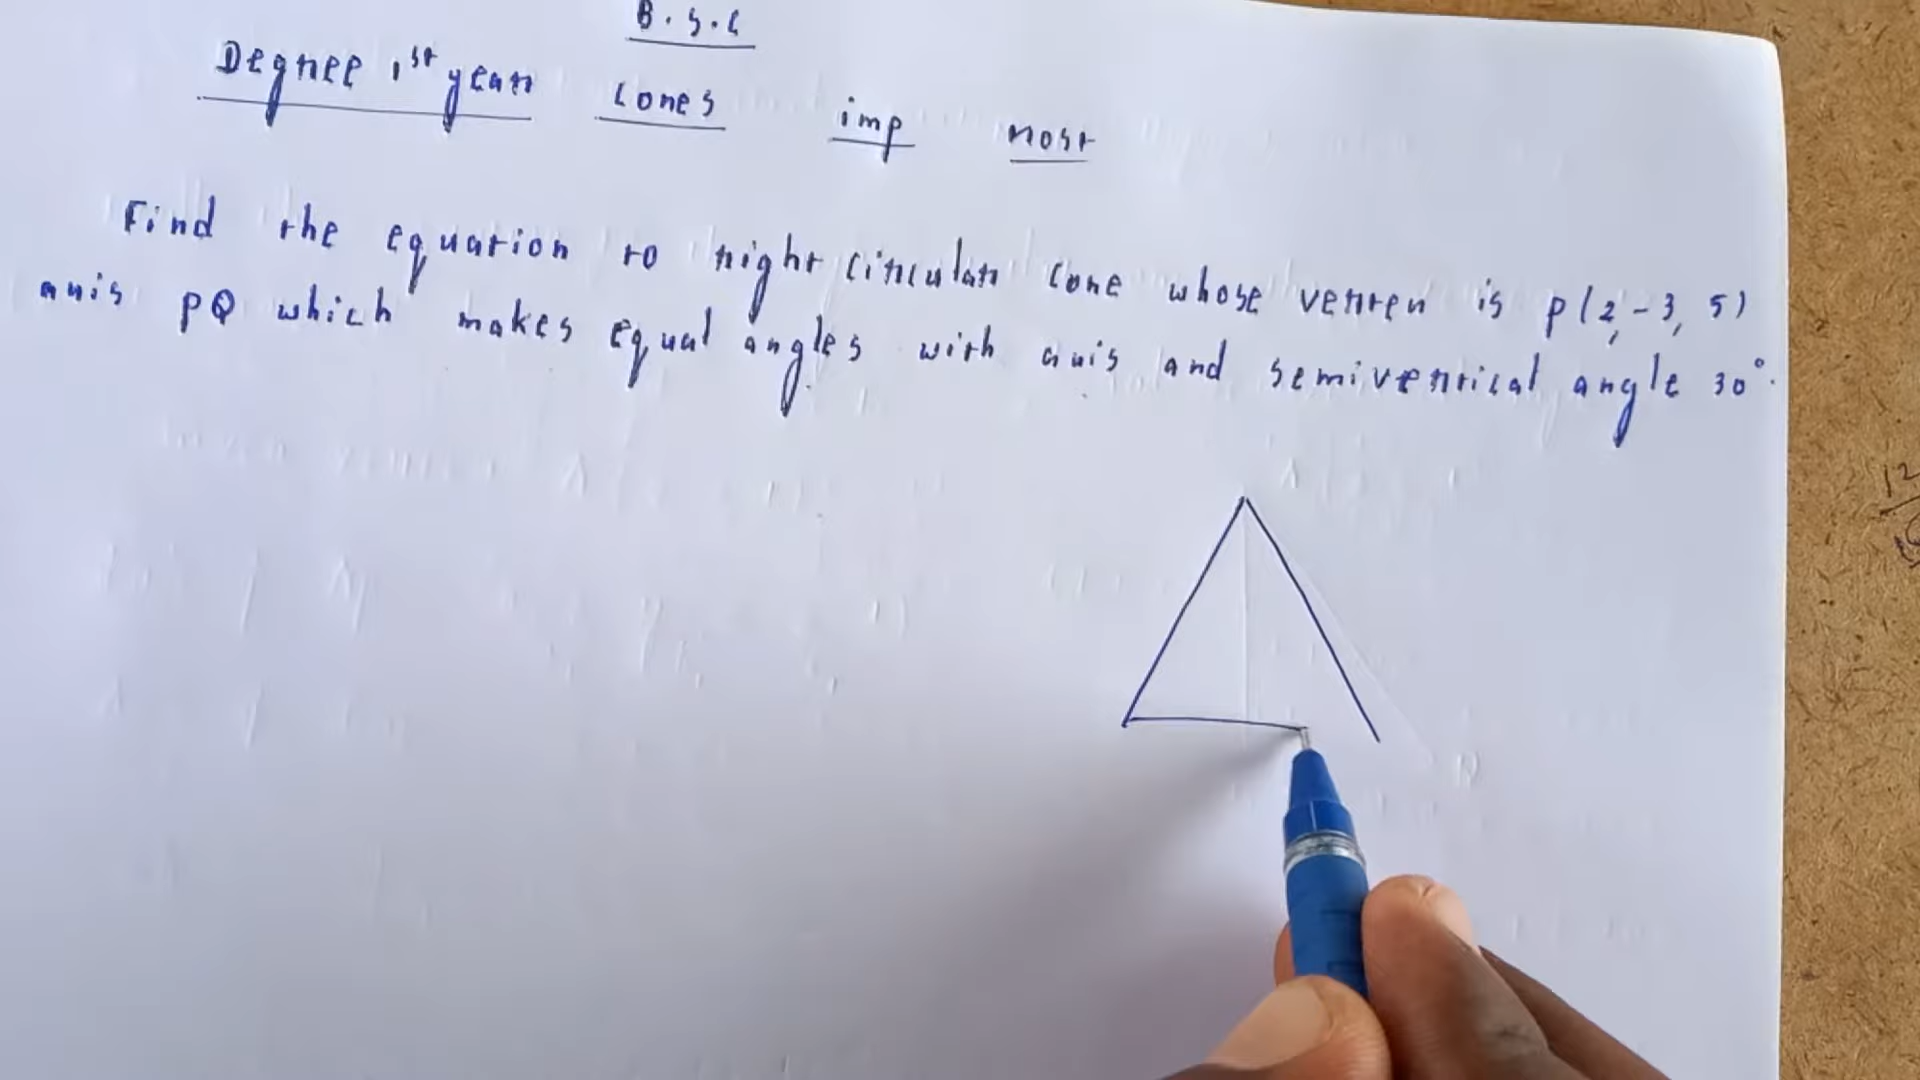 B.S.C
Degree 1st year Cones imp most
Find the equation to right circular cone whose vertex is P(2,-3, 5)
axis PQ which makes equal angles with axis and semivertical angle 30°.
12